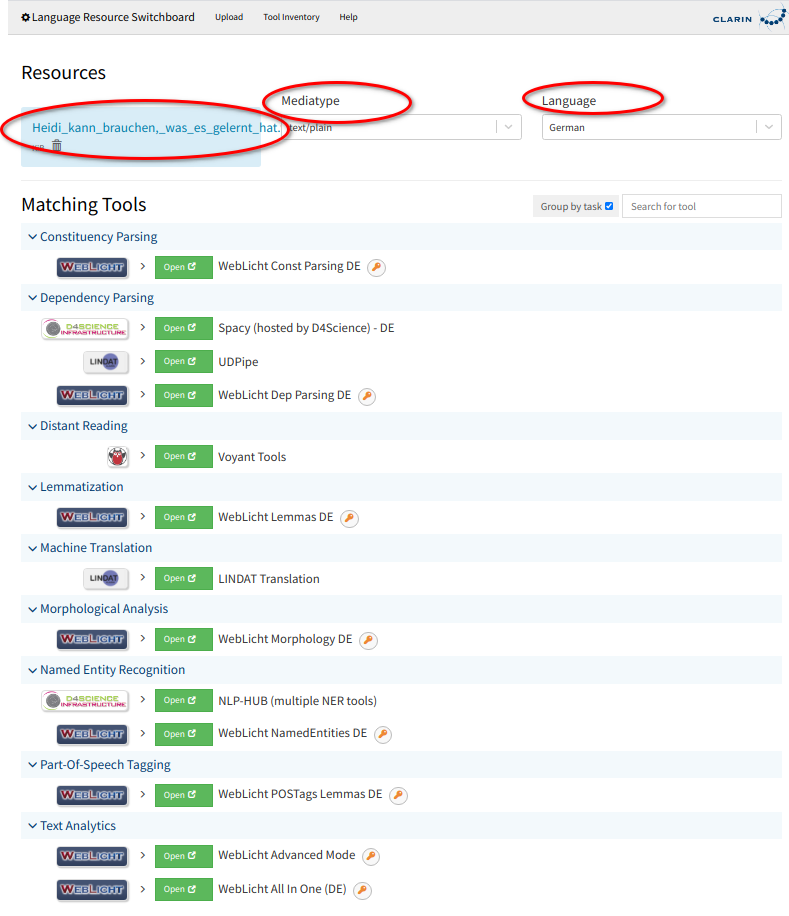 Language Resource Switchboard Upload Tool Inventory Help CLARIN
Resources
Mediatype Language
Heidi_kann_brauchen,_was_es_gelernt_hat. text/plain German
Matching Tools Group by task Search for tool
Constituency Parsing
WEBLICHT Open WebLicht Const Parsing DE
Dependency Parsing
D4SCIENCE INFRASTRUCTURE Open Spacy (hosted by D4Science) - DE
LINDAT Open UDPipe
WEBLICHT Open WebLicht Dep Parsing DE
Distant Reading
Open Voyant Tools
Lemmatization
WEBLICHT Open WebLicht Lemmas DE
Machine Translation
LINDAT Open LINDAT Translation
Morphological Analysis
WEBLICHT Open WebLicht Morphology DE
Named Entity Recognition
D4SCIENCE INFRASTRUCTURE Open NLP-HUB (multiple NER tools)
WEBLICHT Open WebLicht NamedEntities DE
Part-Of-Speech Tagging
WEBLICHT Open WebLicht POSTags Lemmas DE
Text Analytics
WEBLICHT Open WebLicht Advanced Mode
WEBLICHT Open WebLicht All In One (DE)